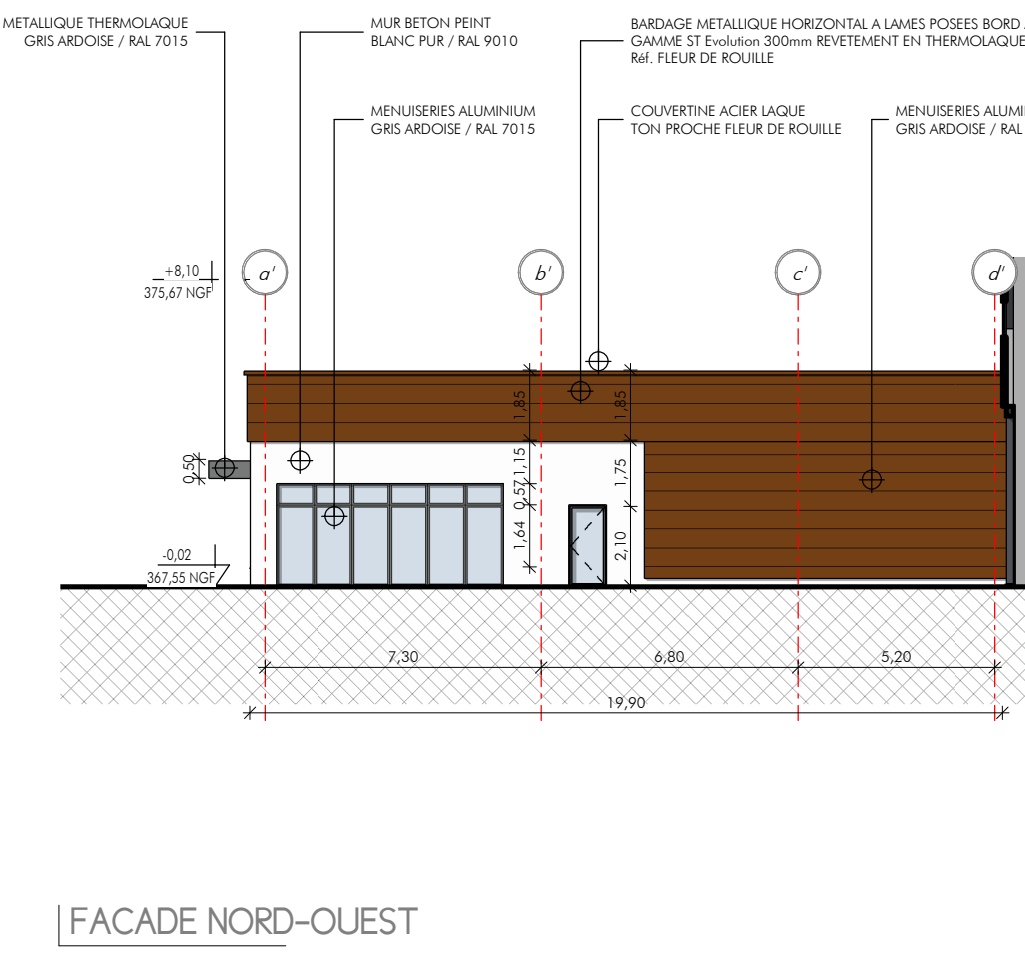 METALLIQUE THERMOLAQUE
GRIS ARDOISE / RAL 7015
MUR BETON PEINT
BLANC PUR / RAL 9010
BARDAGE METALLIQUE HORIZONTAL A LAMES POSEES BORD
GAMME ST Evolution 300mm REVETEMENT EN THERMOLAQUE
Réf. FLEUR DE ROUILLE
MENUISERIES ALUMINIUM
GRIS ARDOISE / RAL 7015
COUVERTINE ACIER LAQUE
TON PROCHE FLEUR DE ROUILLE
MENUISERIES ALUMI
GRIS ARDOISE / RAL
+8,10
375,67 NGF
a'
b'
c'
d'
1,85
1,85
0,50
1,15
0,57
1,64
1,75
2,10
-0,02
367,55 NGF
7,30
6,80
5,20
19,90
FACADE NORD-OUEST